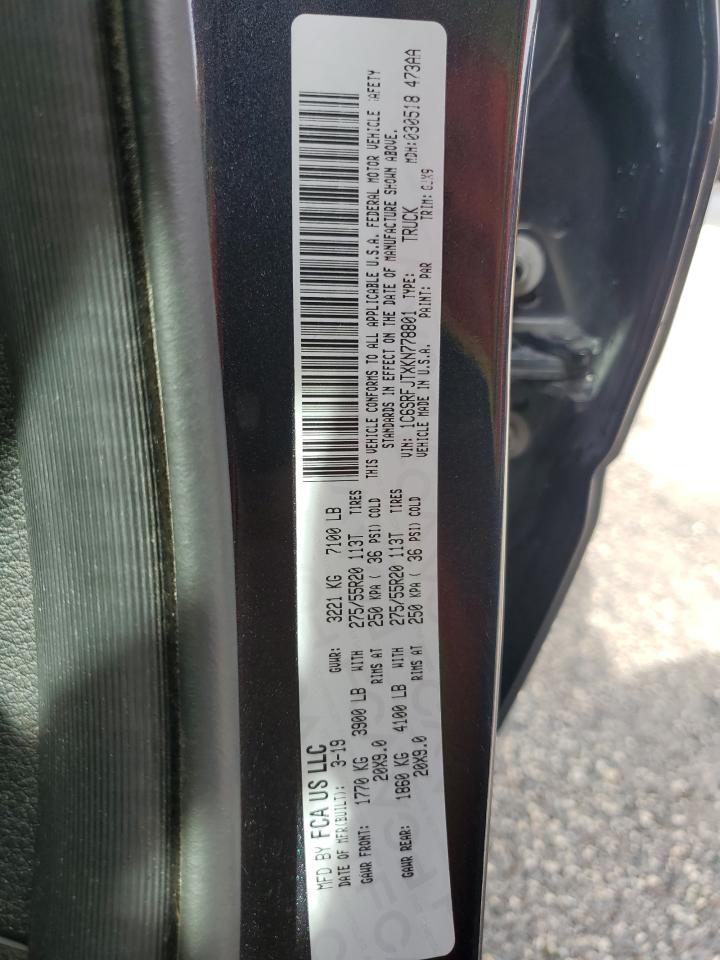 MFD BY FCA US LLC
DATE OF MFR(BUILT): 3-19 GVWR: 3221 KG 7100 LB
GAWR FRONT: 1770 KG 3900 LB WITH 275/55R20 113T TIRES
20X9.0 RIMS AT 250 KPA ( 36 PSI) COLD
GAWR REAR: 1860 KG 4100 LB WITH 275/55R20 113T TIRES
20X9.0 RIMS AT 250 KPA ( 36 PSI) COLD
THIS VEHICLE CONFORMS TO ALL APPLICABLE U.S.A. FEDERAL MOTOR VEHICLE SAFETY
STANDARDS IN EFFECT ON THE DATE OF MANUFACTURE SHOWN ABOVE.
VIN: 1C6SRFJTXKN778801 TYPE: TRUCK MDH:030518 473AA
VEHICLE MADE IN U.S.A. PAINT: PAR TRIM: